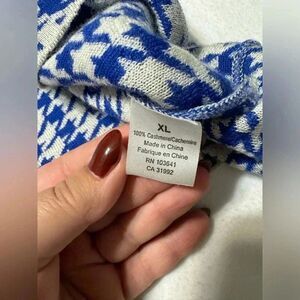 XL
100% Cashmere/Cachemire
Made in China
Fabriqué en Chine
RN 103641
CA 31992